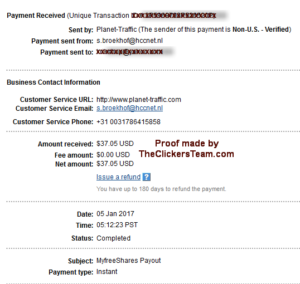 Payment Received (Unique Transaction
Sent by: Planet-Traffic (The sender of this payment is Non-U.S. - Verified)
Payment sent from: s.broekhof@hccnet.nl
Payment sent to:
Business Contact Information
Customer Service URL: http://www.planet-traffic.com
Customer Service Email: s.broekhof@hccnet.nl
Customer Service Phone: +31 0031786415858
Amount received: $37.05 USD
Fee amount: $0.00 USD
Net amount: $37.05 USD
Proof made by
TheClickersTeam.com
Issue a refund ?
You have up to 180 days to refund the payment.
Date: 05 Jan 2017
Time: 05:12:23 PST
Status: Completed
Subject: MyfreeShares Payout
Payment type: Instant